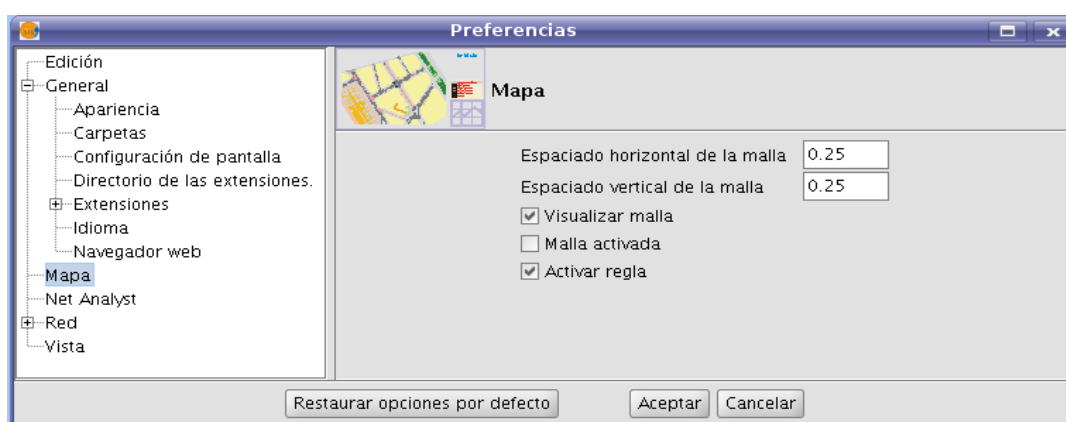 Preferencias
Edición
General
Apariencia
Carpetas
Configuración de pantalla
Directorio de las extensiones.
Extensiones
Idioma
Navegador web
Mapa
Net Analyst
Red
Vista
Mapa
Espaciado horizontal de la malla 0.25
Espaciado vertical de la malla 0.25
Visualizar malla
Malla activada
Activar regla
Restaurar opciones por defecto Aceptar Cancelar